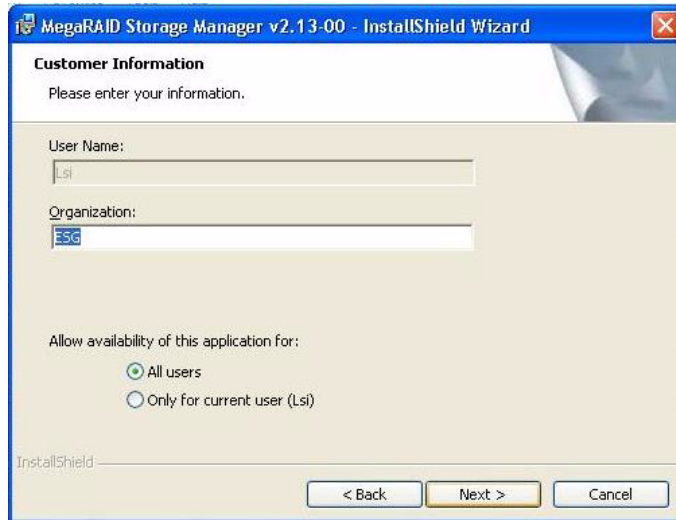 MegaRAID Storage Manager v2.13-00 - InstallShield Wizard
Customer Information
Please enter your information.
User Name:
Lsi
Organization:
ESG
Allow availability of this application for:
All users
Only for current user (Lsi)
InstallShield
< Back Next > Cancel